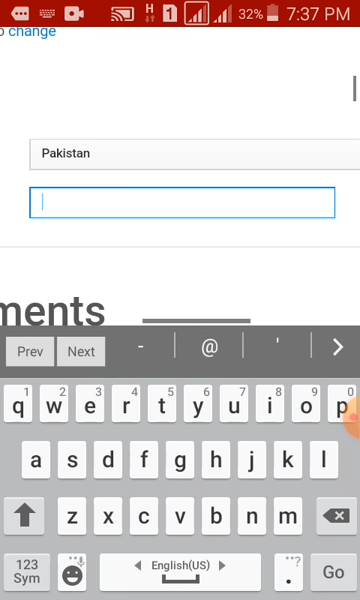 H 1 32% 7:37 PM
o change
Pakistan
ments
Prev Next - @ '
1 2 3 4 5 6 7 8 9 0
q w e r t y u i o p
a s d f g h j k l
z x c v b n m
123 Sym English(US) . Go